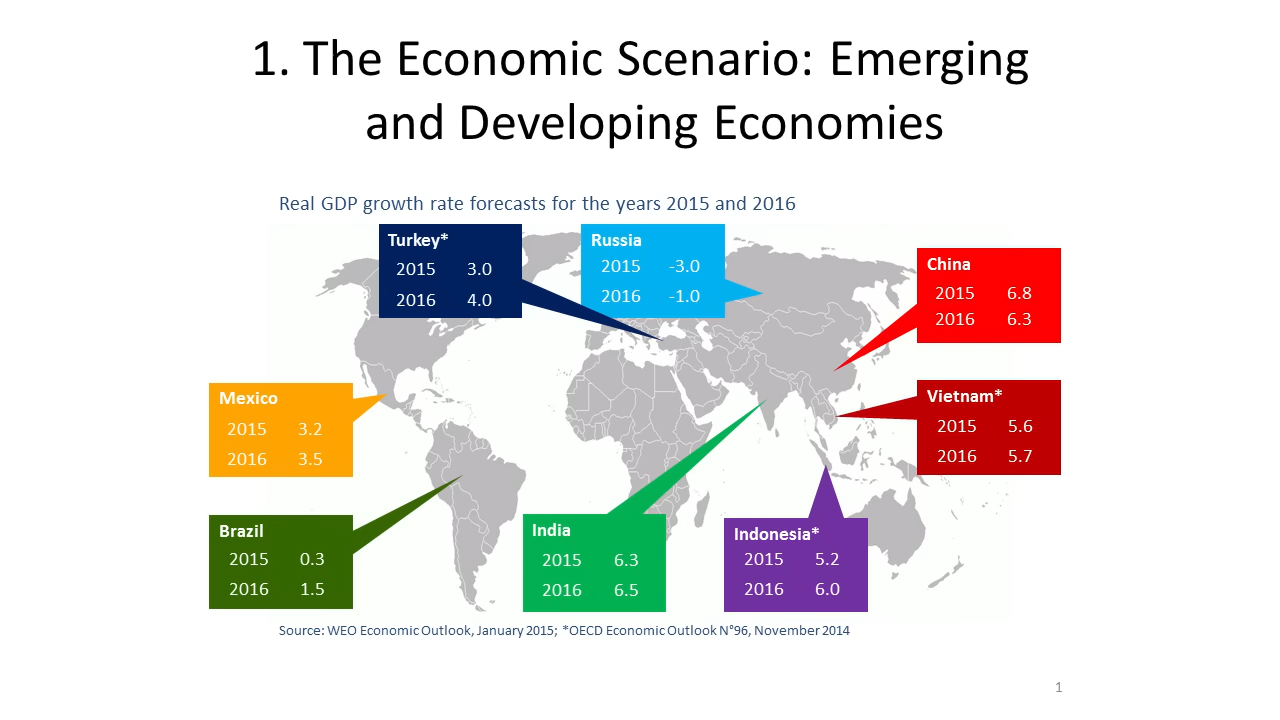 1. The Economic Scenario: Emerging
and Developing Economies
Real GDP growth rate forecasts for the years 2015 and 2016
Turkey*
2015 3.0
2016 4.0
Russia
2015 -3.0
2016 -1.0
China
2015 6.8
2016 6.3
Mexico
2015 3.2
2016 3.5
Vietnam*
2015 5.6
2016 5.7
Brazil
2015 0.3
2016 1.5
India
2015 6.3
2016 6.5
Indonesia*
2015 5.2
2016 6.0
Source: WEO Economic Outlook, January 2015; *OECD Economic Outlook N°96, November 2014
1